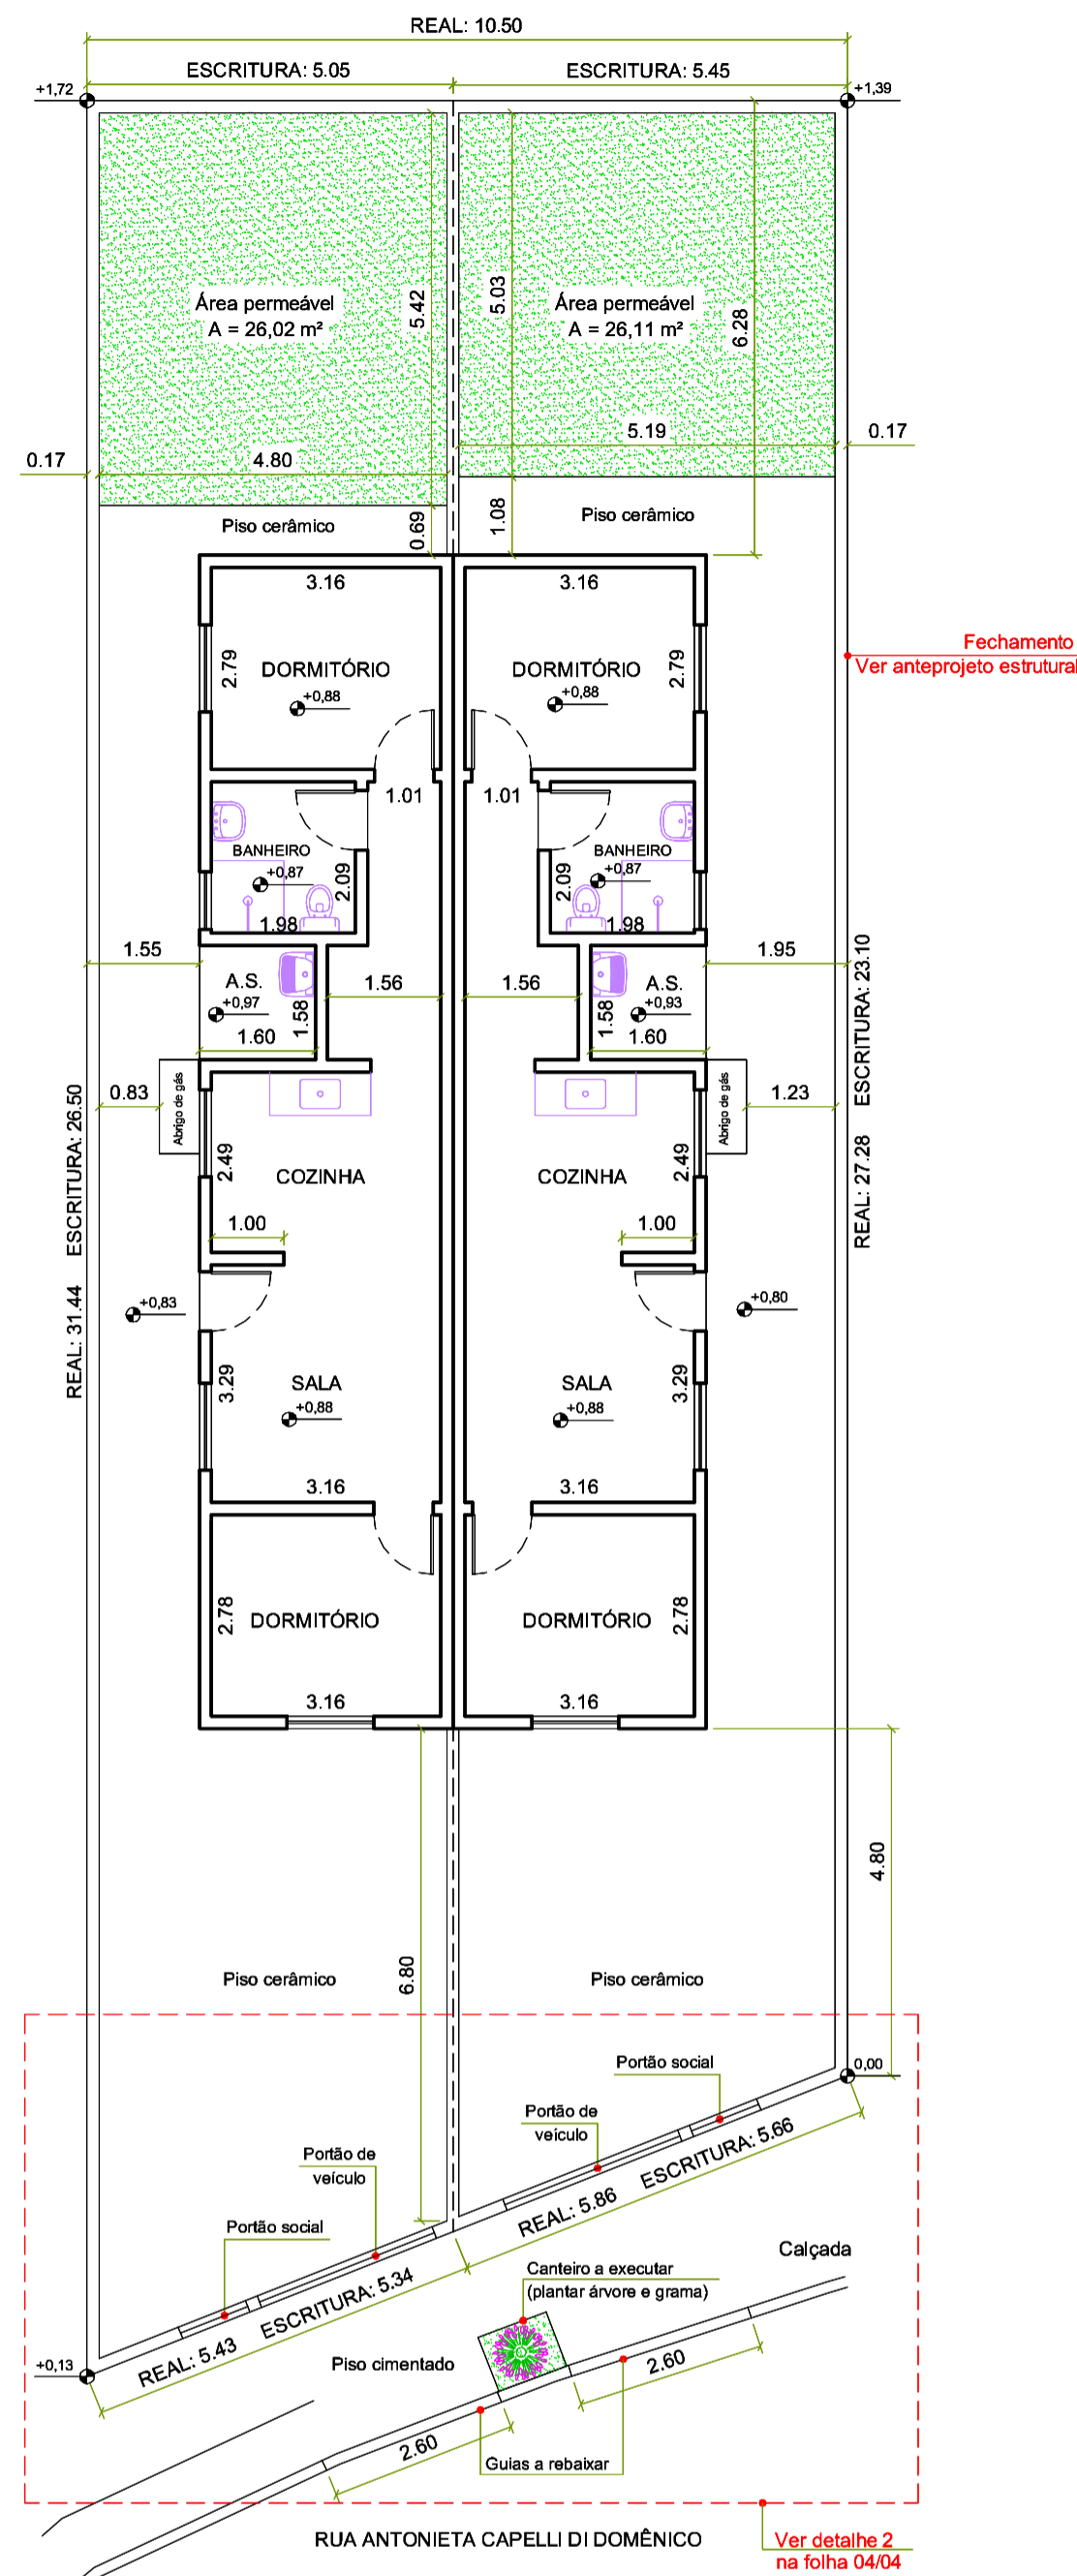 REAL: 10.50
ESCRITURA: 5.05
ESCRITURA: 5.45
+1,72
+1,39
Área permeável
A = 26,02 m²
5.42
5.03
Área permeável
A = 26,11 m²
6.28
0.17
4.80
5.19
0.17
Piso cerâmico
0.69
1.08
Piso cerâmico
3.16
3.16
Fechamento
Ver anteprojeto estrutural
2.79
DORMITÓRIO
+0,88
DORMITÓRIO
+0,88
2.79
1.01
1.01
BANHEIRO
+0,87
2.09
1.98
BANHEIRO
+0,87
2.09
1.98
1.55
1.95
A.S.
+0,97
1.58
1.60
1.56
1.56
A.S.
+0,93
1.58
1.60
REAL: 31.44 ESCRITURA: 26.50
REAL: 27.28 ESCRITURA: 23.10
0.83
Abrigo de gás
Abrigo de gás
1.23
2.49
COZINHA
COZINHA
2.49
1.00
1.00
+0,83
+0,80
3.29
SALA
+0,88
SALA
+0,88
3.29
3.16
3.16
2.78
DORMITÓRIO
DORMITÓRIO
2.78
3.16
3.16
4.80
6.80
Piso cerâmico
Piso cerâmico
Portão social
0,00
Portão de
veículo
Portão de
veículo
Portão social
REAL: 5.86 ESCRITURA: 5.66
REAL: 5.43 ESCRITURA: 5.34
+0,13
Calçada
Canteiro a executar
(plantar árvore e grama)
Piso cimentado
2.60
2.60
Guias a rebaixar
RUA ANTONIETA CAPELLI DI DOMÊNICO
Ver detalhe 2
na folha 04/04